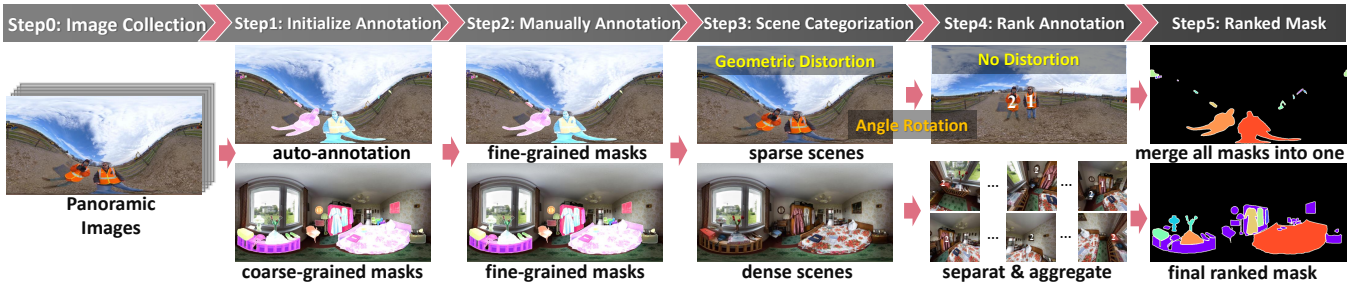 Step0: Image Collection
Step1: Initialize Annotation
Step2: Manually Annotation
Step3: Scene Categorization
Step4: Rank Annotation
Step5: Ranked Mask
Geometric Distortion
No Distortion
2 1
Angle Rotation
auto-annotation
fine-grained masks
sparse scenes
merge all masks into one
Panoramic
Images
... ...
... ...
coarse-grained masks
fine-grained masks
dense scenes
separat & aggregate
final ranked mask